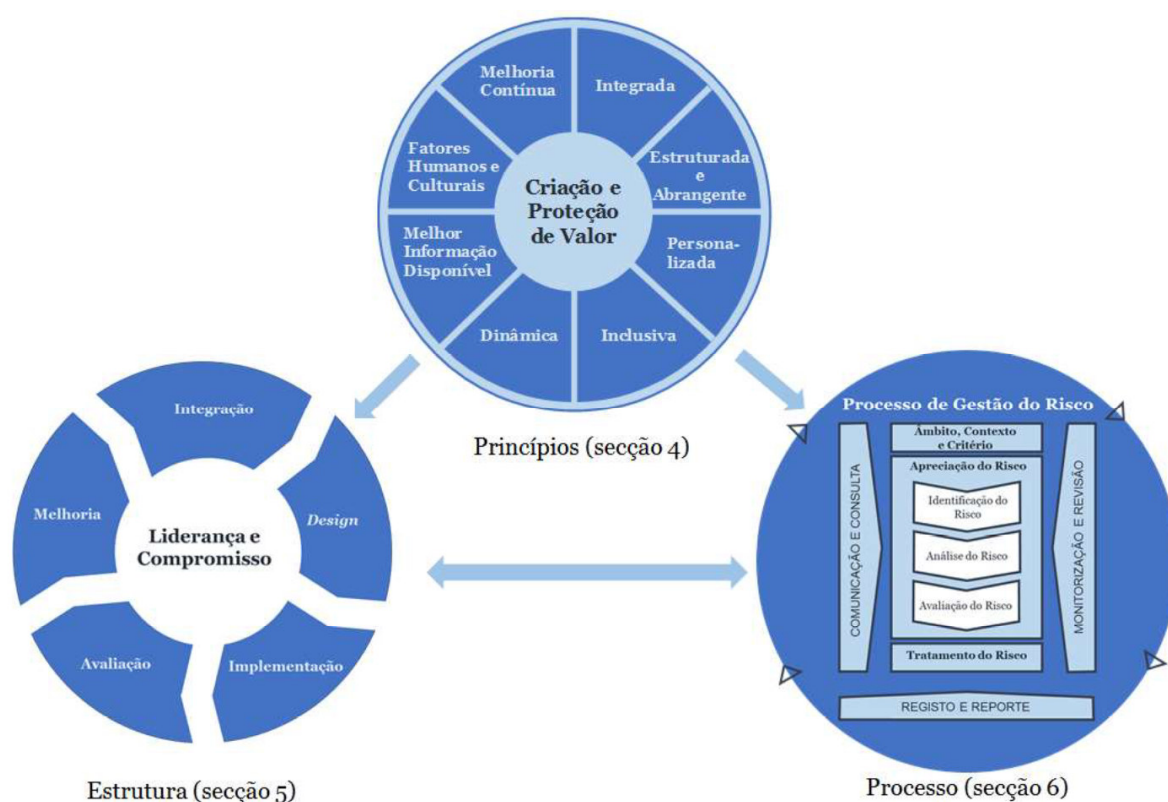 Melhoria
Contínua
Integrada
Fatores
Humanos e
Culturais
Estruturada
e
Abrangente
Criação e
Proteção
de Valor
Melhor
Informação
Disponível
Persona-
lizada
Dinâmica
Inclusiva
Princípios (secção 4)
Integração
Melhoria
Design
Liderança e
Compromisso
Avaliação
Implementação
Estrutura (secção 5)
Processo de Gestão do Risco
Âmbito, Contexto
e Critério
Apreciação do Risco
Identificação do
Risco
Análise do Risco
Avaliação do Risco
Tratamento do Risco
COMUNICAÇÃO E CONSULTA
MONITORIZAÇÃO E REVISÃO
REGISTO E REPORTE
Processo (secção 6)